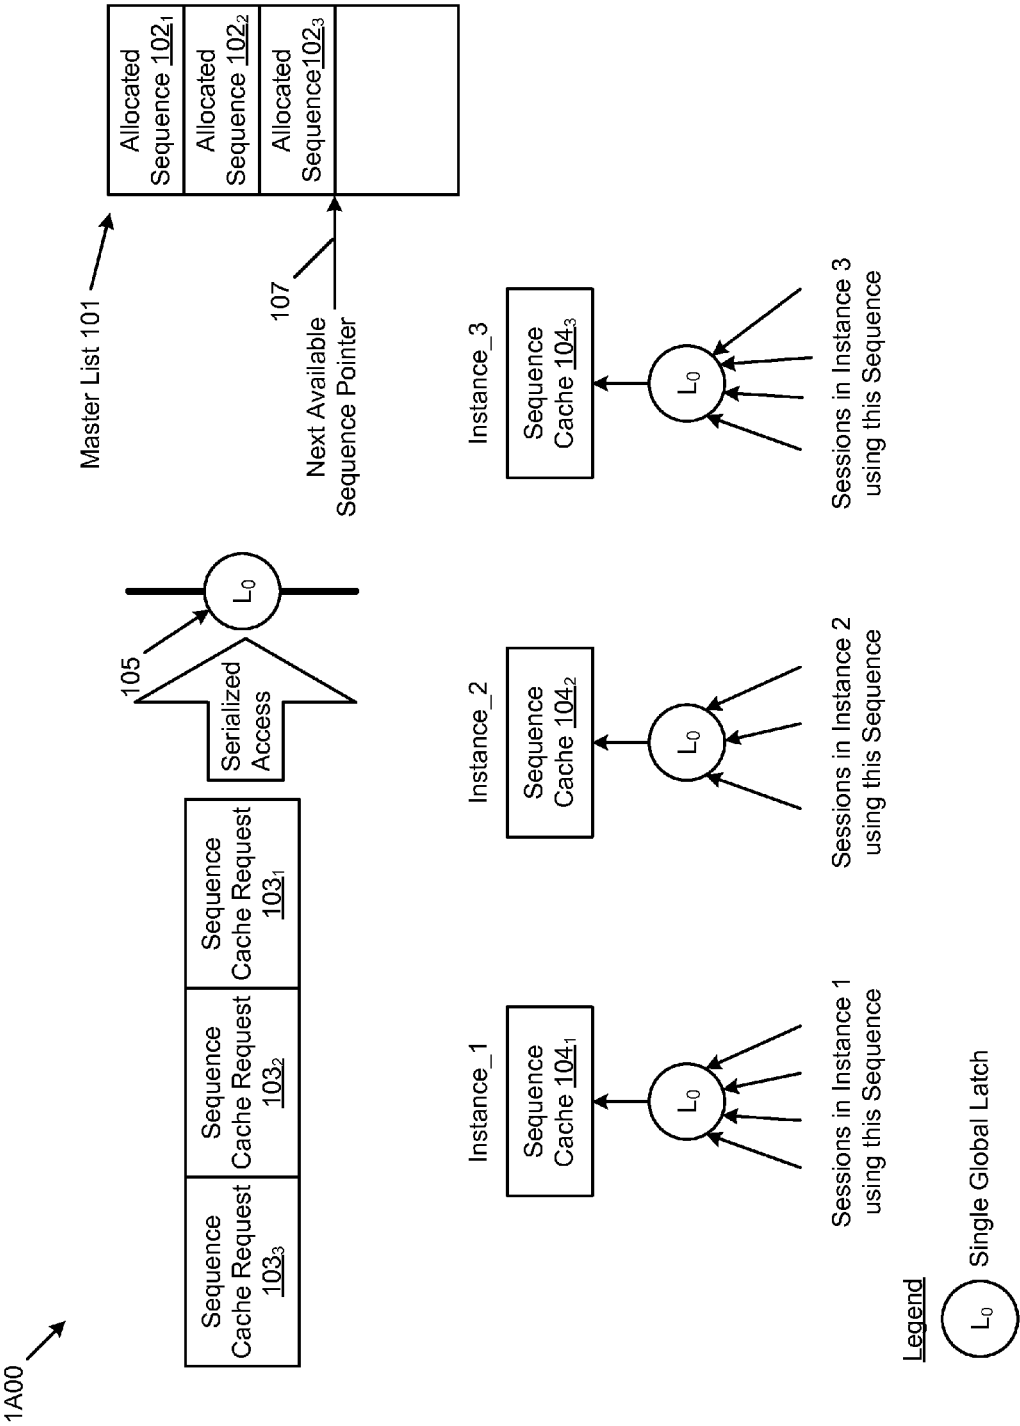 1A00
Master List 101
Allocated
Sequence 102₁
Allocated
Sequence 102₂
Allocated
Sequence102₃
107
Next Available
Sequence Pointer
105
L₀
Serialized
Access
Sequence
Cache Request
103₃
Sequence
Cache Request
103₂
Sequence
Cache Request
103₁
Instance_1
Sequence
Cache 104₁
L₀
Sessions in Instance 1
using this Sequence
Instance_2
Sequence
Cache 104₂
L₀
Sessions in Instance 2
using this Sequence
Instance_3
Sequence
Cache 104₃
L₀
Sessions in Instance 3
using this Sequence
Legend
L₀
Single Global Latch